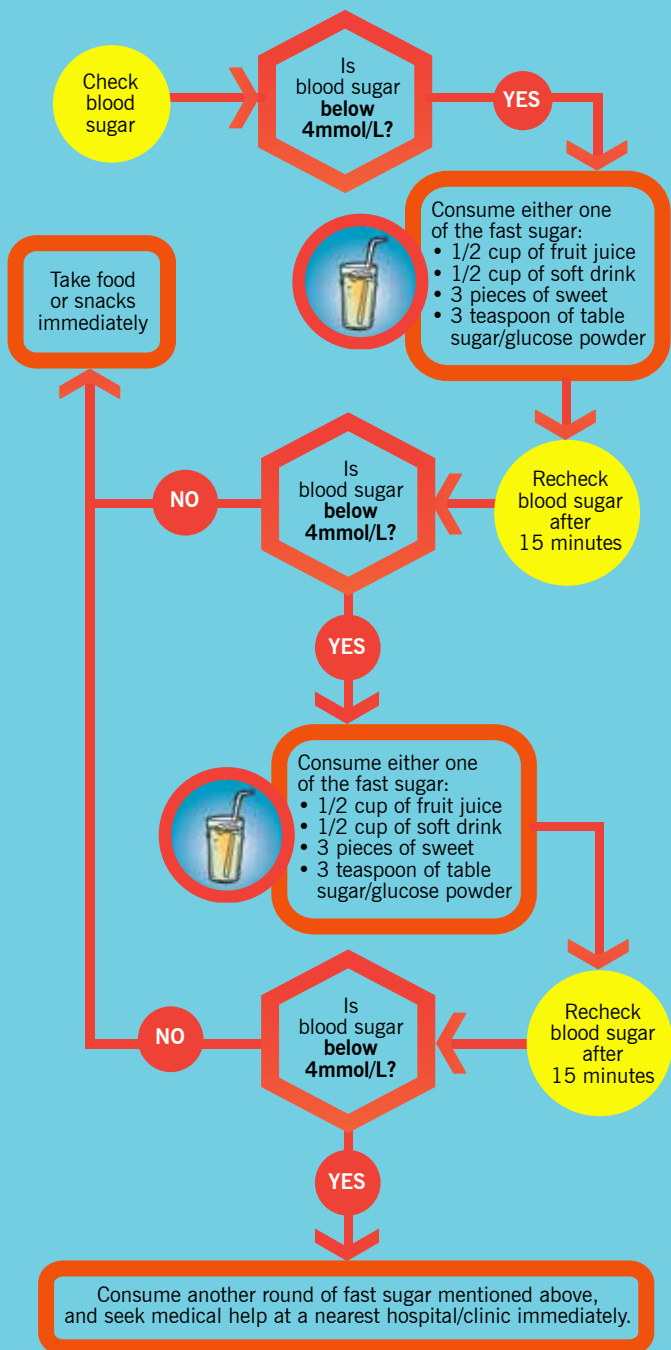 Check
blood
sugar
Is
blood sugar
below
4mmol/L?
YES
Consume either one
of the fast sugar:
• 1/2 cup of fruit juice
• 1/2 cup of soft drink
• 3 pieces of sweet
• 3 teaspoon of table
sugar/glucose powder
Take food
or snacks
immediately
Recheck
blood sugar
after
15 minutes
Is
blood sugar
below
4mmol/L?
NO
YES
Consume either one
of the fast sugar:
• 1/2 cup of fruit juice
• 1/2 cup of soft drink
• 3 pieces of sweet
• 3 teaspoon of table
sugar/glucose powder
Recheck
blood sugar
after
15 minutes
Is
blood sugar
below
4mmol/L?
NO
YES
Consume another round of fast sugar mentioned above,
and seek medical help at a nearest hospital/clinic immediately.